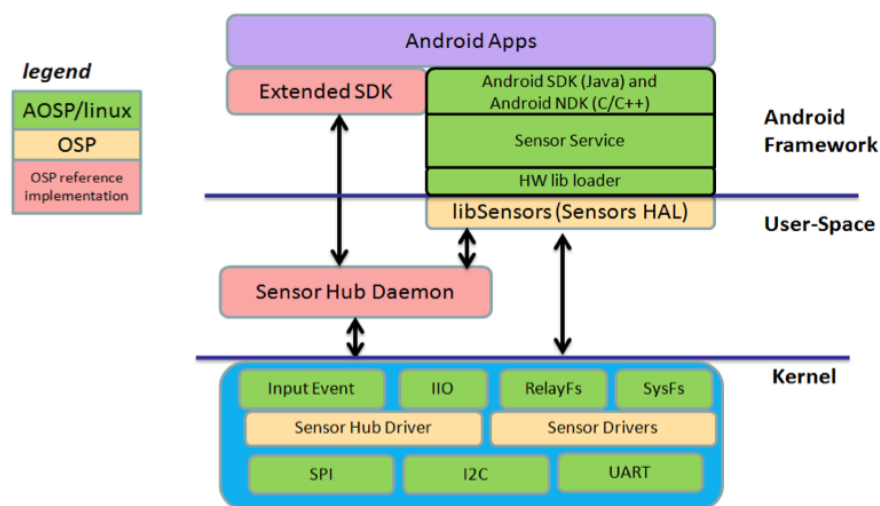 Android Apps
legend
AOSP/linux
OSP
OSP reference
implementation
Extended SDK
Android SDK (Java) and
Android NDK (C/C++)
Sensor Service
HW lib loader
Android
Framework
libSensors (Sensors HAL)
User-Space
Sensor Hub Daemon
Kernel
Input Event
IIO
RelayFs
SysFs
Sensor Hub Driver
Sensor Drivers
SPI
I2C
UART